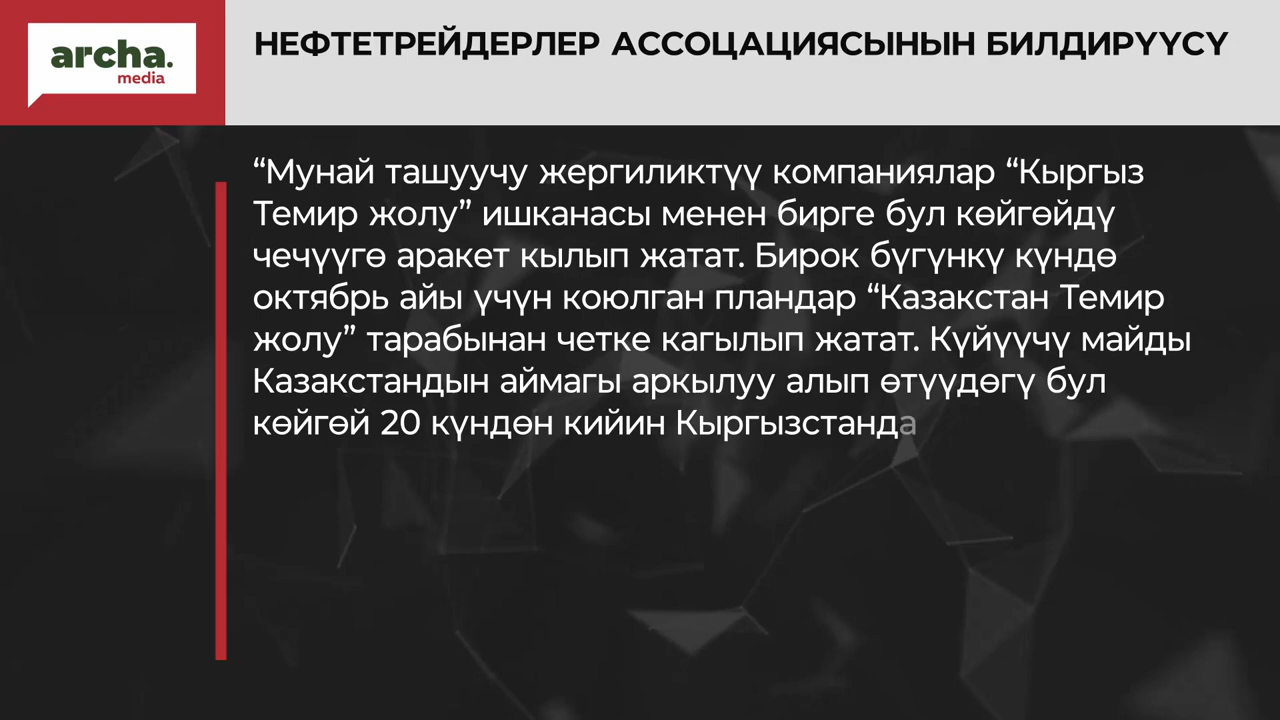 archa.
media
НЕФТЕТРЕЙДЕРЛЕР АССОЦАЦИЯСЫНЫН БИЛДИРҮҮСҮ
“Мунай ташуучу жергиликтүү компаниялар “Кыргыз
Темир жолу” ишканасы менен бирге бул көйгөйдү
чечүүгө аракет кылып жатат. Бирок бүгүнкү күндө
октябрь айы үчүн коюлган пландар “Казакстан Темир
жолу” тарабынан четке кагылып жатат. Күйүүчү майды
Казакстандын аймагы аркылуу алып өтүүдөгү бул
көйгөй 20 күндөн кийин Кыргызстанда